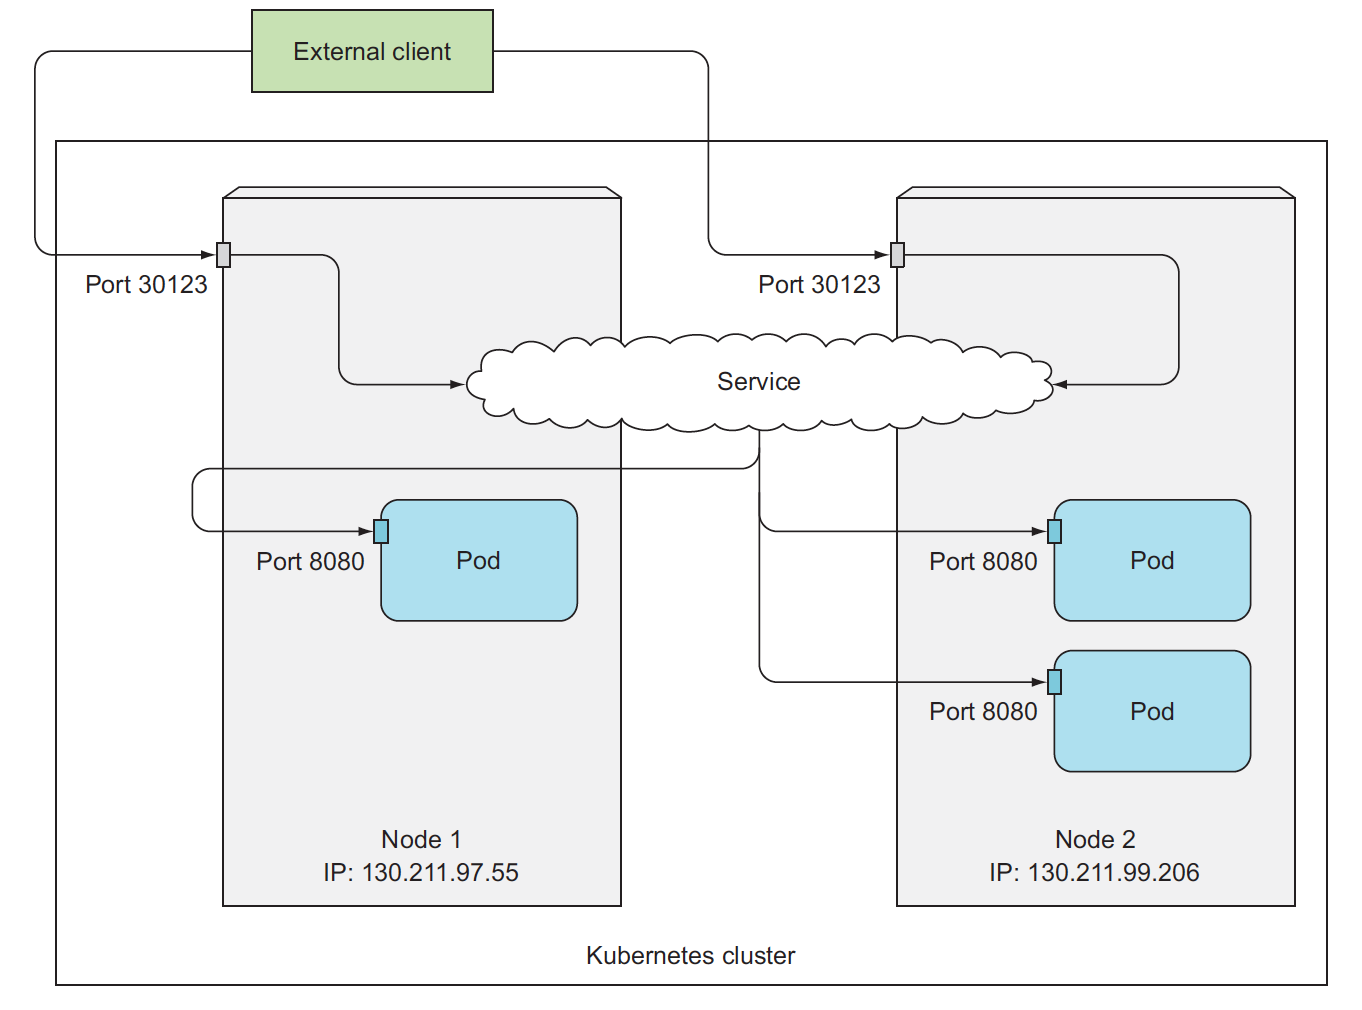 External client
Port 30123
Port 30123
Service
Port 8080
Pod
Port 8080
Pod
Port 8080
Pod
Node 1
IP: 130.211.97.55
Node 2
IP: 130.211.99.206
Kubernetes cluster